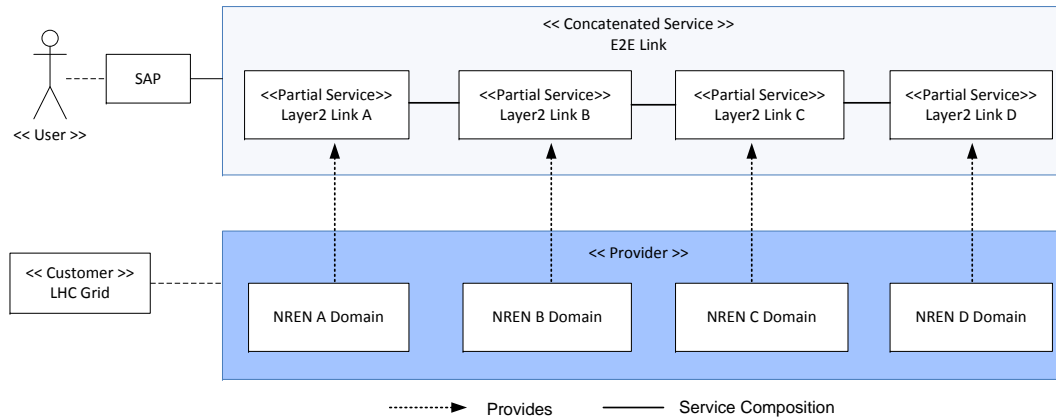 << Concatenated Service >>
E2E Link
SAP
<< User >>
<<Partial Service>>
Layer2 Link A
<<Partial Service>>
Layer2 Link B
<<Partial Service>>
Layer2 Link C
<<Partial Service>>
Layer2 Link D
<< Customer >>
LHC Grid
<< Provider >>
NREN A Domain
NREN B Domain
NREN C Domain
NREN D Domain
Provides
Service Composition